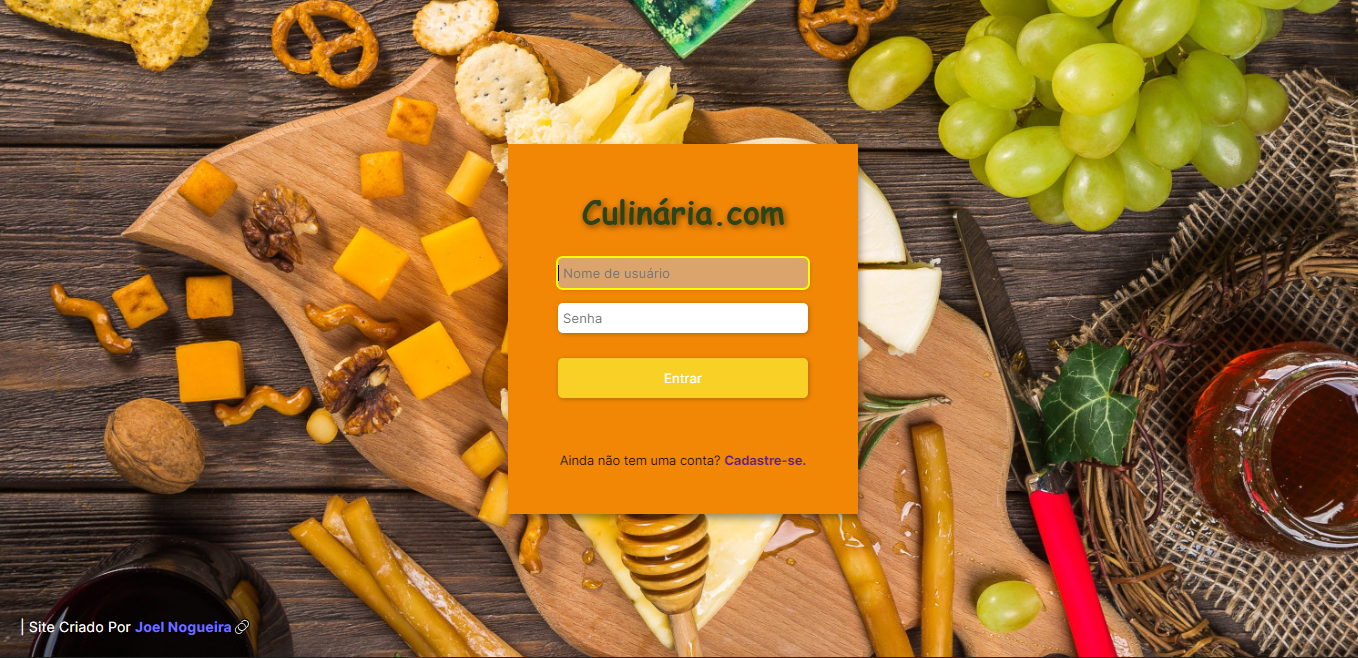 Culinária.com
Nome de usuário
Senha
Entrar
Ainda não tem uma conta? Cadastre-se.
| Site Criado Por Joel Nogueira